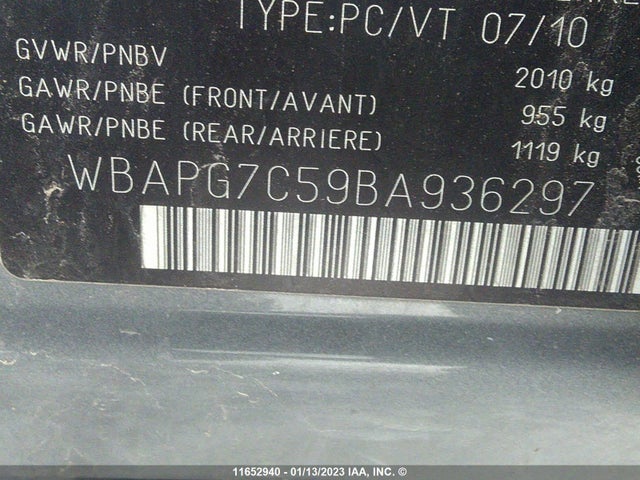 TYPE:PC/VT 07/10
GVWR/PNBV 2010 kg
GAWR/PNBE (FRONT/AVANT) 955 kg
GAWR/PNBE (REAR/ARRIERE) 1119 kg
WBAPG7C59BA936297
11652940 - 01/13/2023 IAA, INC. ©